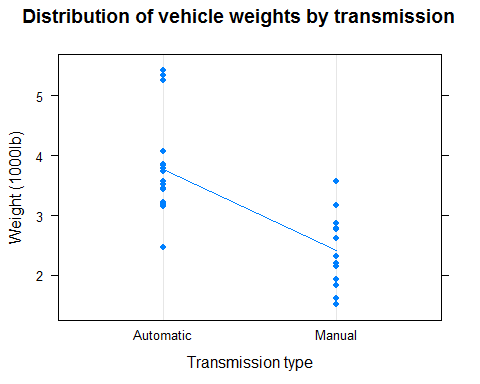 Distribution of vehicle weights by transmission
Weight (1000lb)
5
4
3
2
Automatic Manual
Transmission type